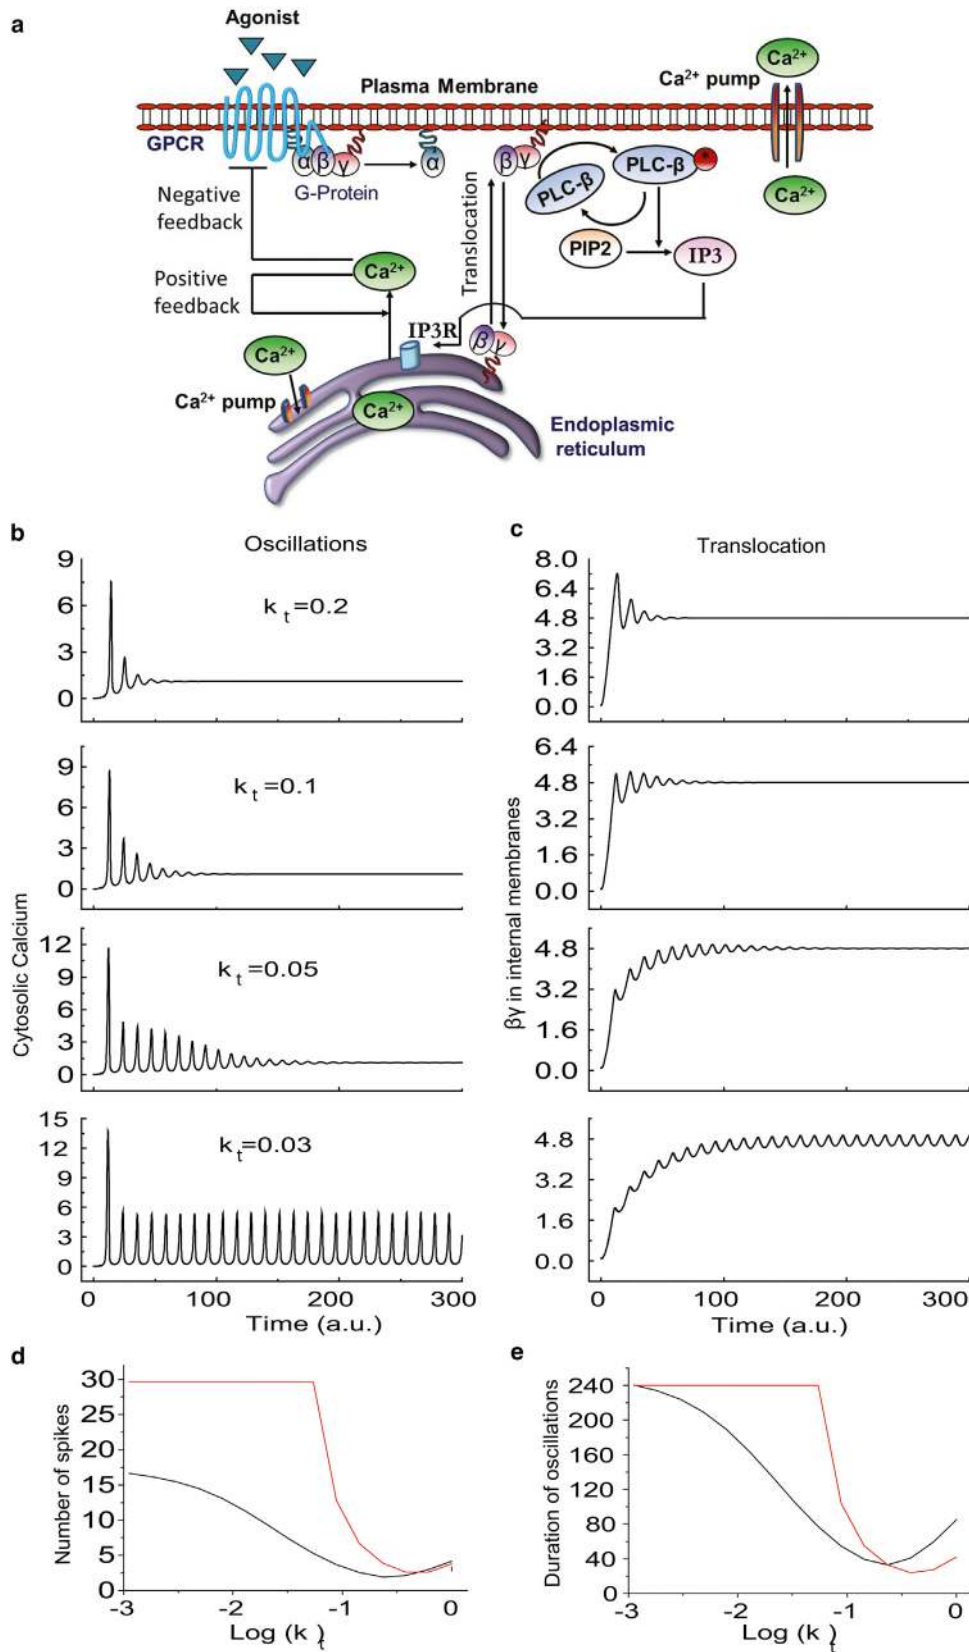 a
Agonist
Ca2+
Ca2+ pump
Plasma Membrane
GPCR
α β γ
α
β γ
PLC-β
PLC-β
*
G-Protein
Ca2+
Negative
feedback
Translocation
PIP2
IP3
Ca2+
Positive
feedback
IP3R
β γ
Ca2+
Ca2+ pump
Ca2+
Endoplasmic
reticulum
b
Oscillations
Cytosolic Calcium
9
6
3
0
kt=0.2
9
6
3
0
kt=0.1
12
9
6
3
0
kt=0.05
15
12
9
6
3
0
kt=0.03
0 100 200 300
Time (a.u.)
c
Translocation
βγ in internal membranes
8.0
6.4
4.8
3.2
1.6
0.0
6.4
4.8
3.2
1.6
0.0
4.8
3.2
1.6
0.0
4.8
3.2
1.6
0.0
0 100 200 300
Time (a.u.)
d
Number of spikes
30
25
20
15
10
5
0
-3 -2 -1 0
Log (kt)
e
Duration of oscillations
240
200
160
120
80
40
0
-3 -2 -1 0
Log (kt)